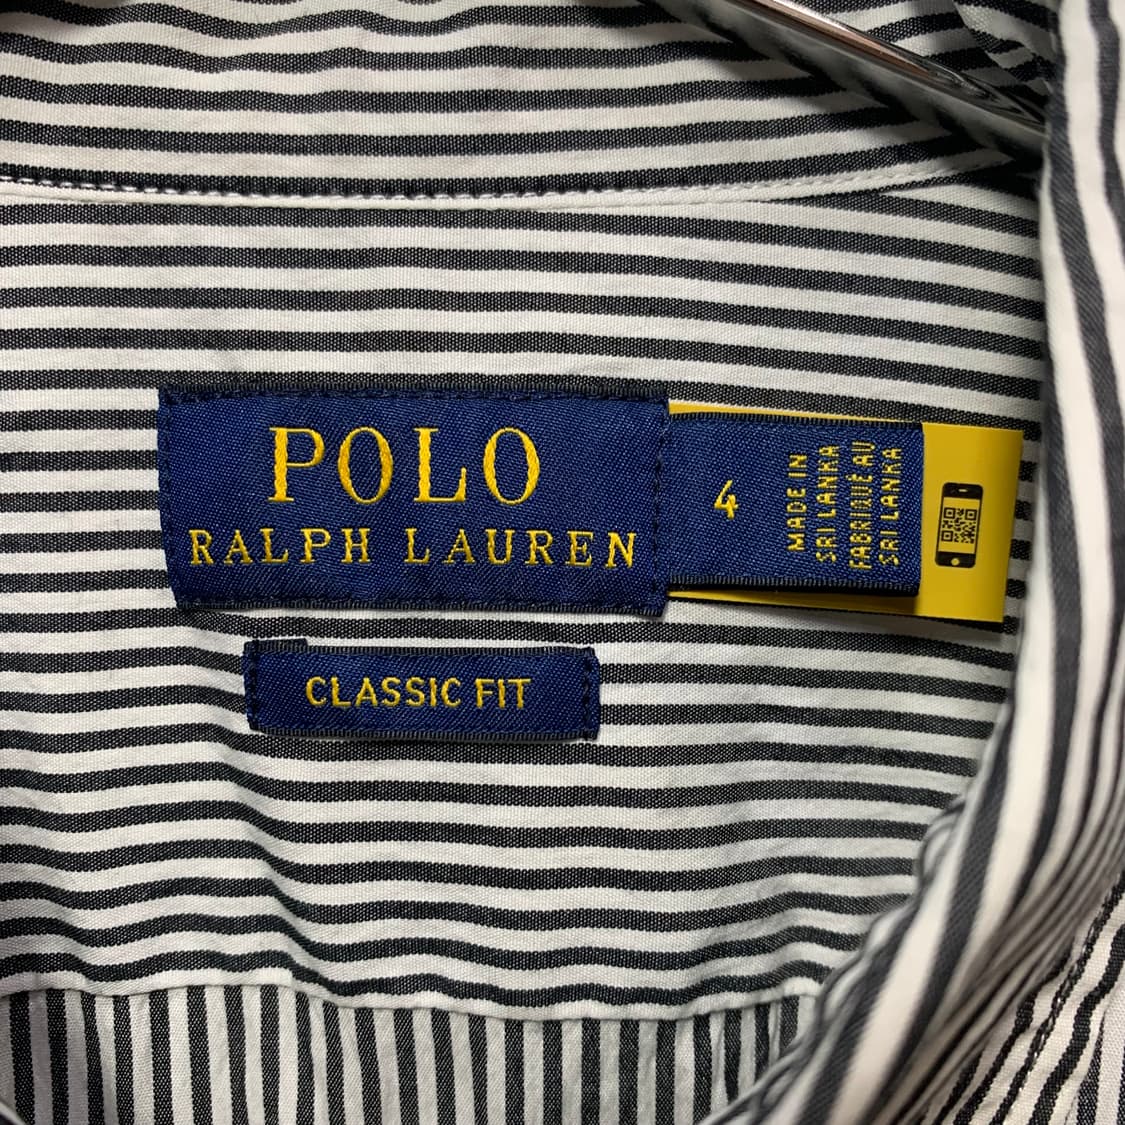 POLO
RALPH LAUREN
4
MADE IN
SRI LANKA
FABRIQUÉ AU
SRI LANKA
CLASSIC FIT